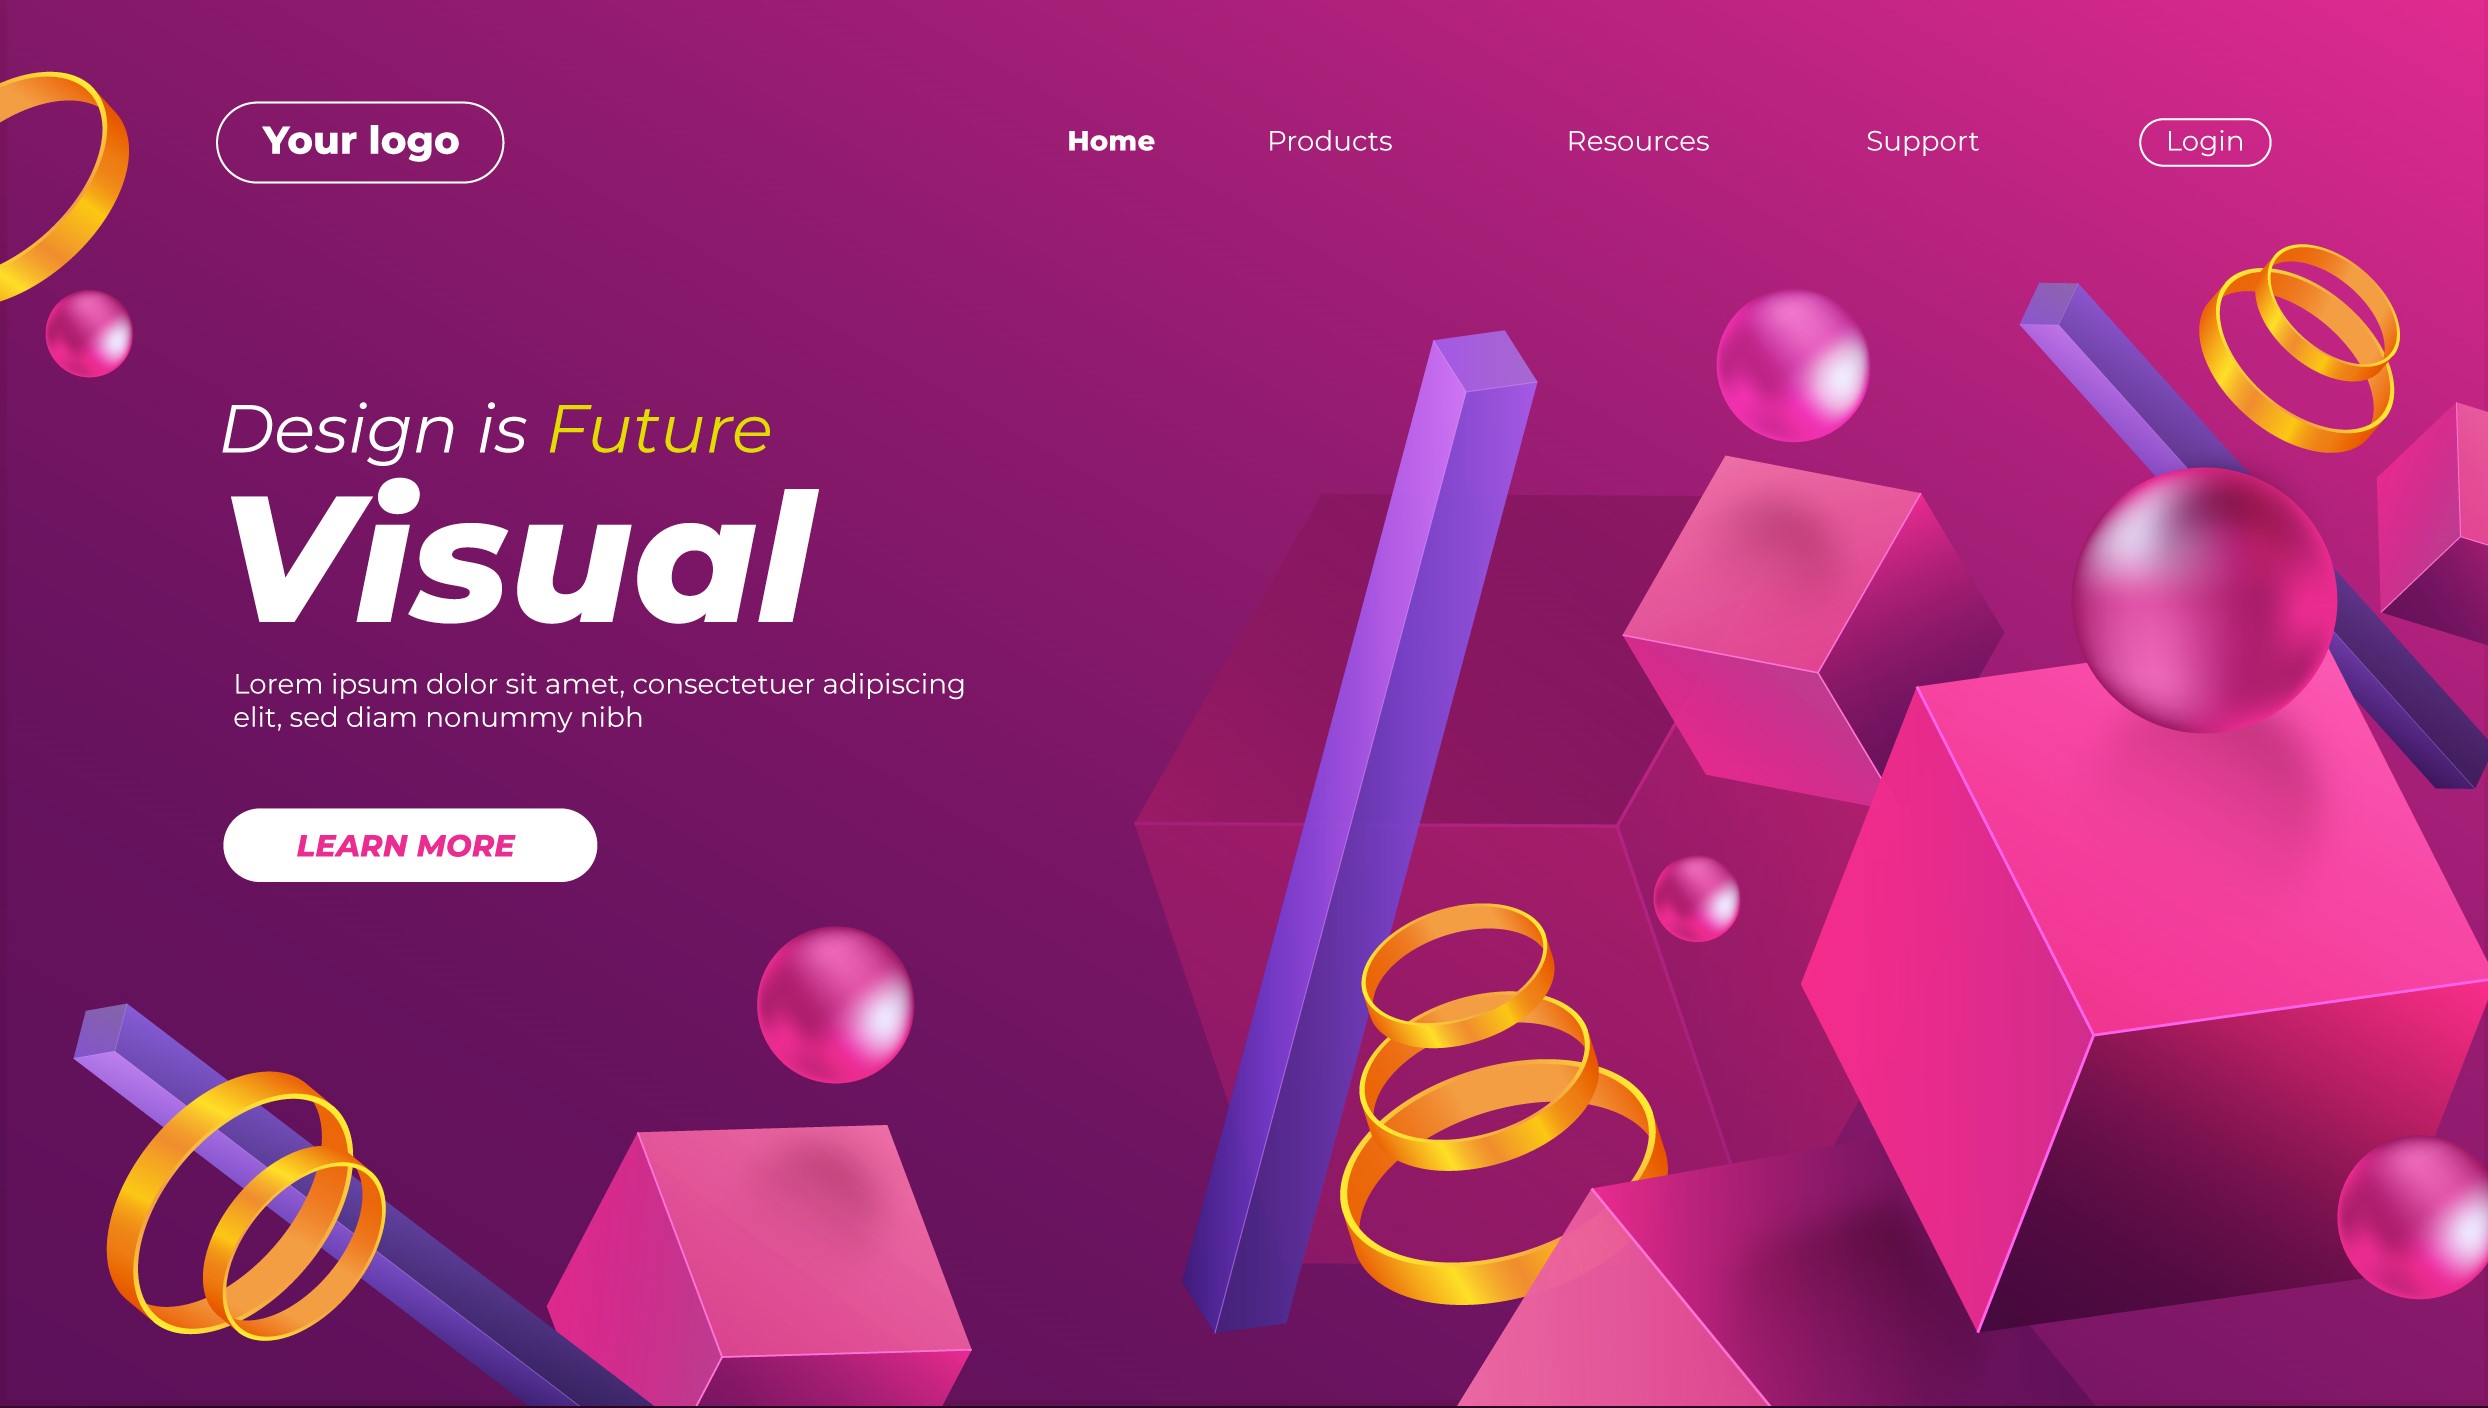 Your logo
Home Products Resources Support Login
Design is Future
Visual
Lorem ipsum dolor sit amet, consectetuer adipiscing
elit, sed diam nonummy nibh
LEARN MORE